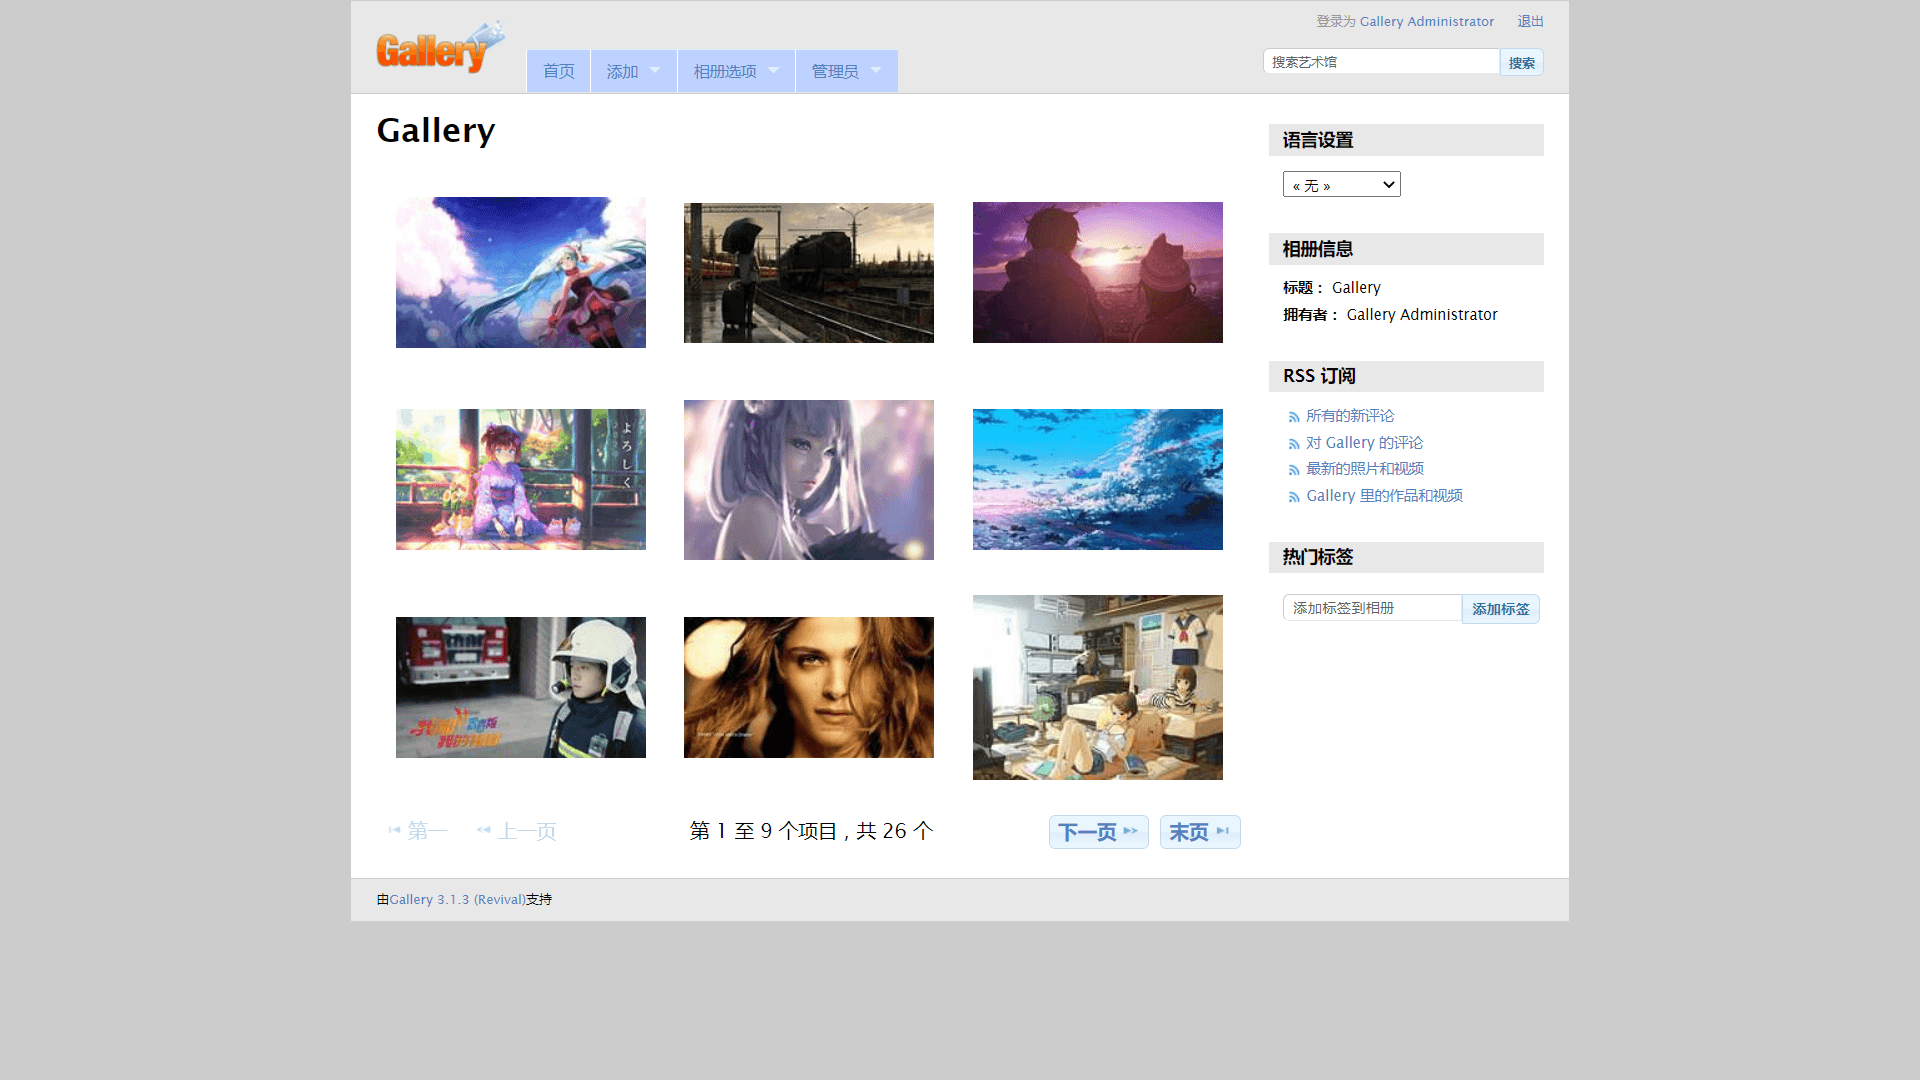 登录为 Gallery Administrator 退出
Gallery
首页 添加 相册选项 管理员
搜索艺术馆 搜索
Gallery
语言设置
« 无 »
相册信息
标题： Gallery
拥有者： Gallery Administrator
RSS 订阅
所有的新评论
对 Gallery 的评论
最新的照片和视频
Gallery 里的作品和视频
热门标签
添加标签到相册 添加标签
よろしく
第一 上一页 第 1 至 9 个项目 , 共 26 个 下一页 末页
由Gallery 3.1.3 (Revival)支持